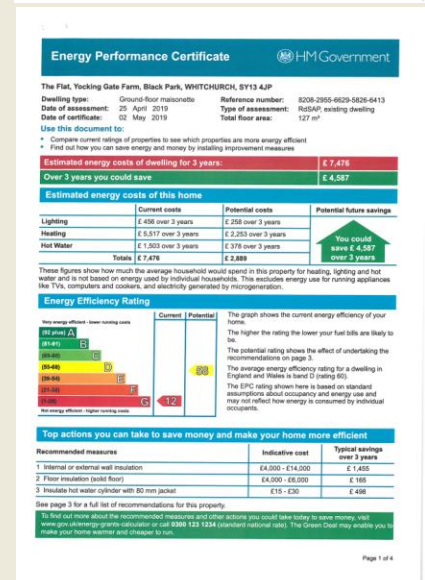 Energy Performance Certificate
HM Government
The Flat, Yocking Gate Farm, Black Park, WHITCHURCH, SY13 4JP
Dwelling type: Ground-floor maisonette
Date of assessment: 25 April 2019
Date of certificate: 02 May 2019
Reference number: 8208-2955-6629-5826-6413
Type of assessment: RdSAP, existing dwelling
Total floor area: 127 m²
Use this document to:
• Compare current ratings of properties to see which properties are more energy efficient
• Find out how you can save energy and money by installing improvement measures
Estimated energy costs of dwelling for 3 years: £ 7,476
Over 3 years you could save £ 4,587
Estimated energy costs of this home
Current costs Potential costs Potential future savings
Lighting £ 456 over 3 years £ 258 over 3 years
Heating £ 5,517 over 3 years £ 2,253 over 3 years
Hot Water £ 1,503 over 3 years £ 378 over 3 years
Totals £ 7,476 £ 2,889
You could
save £ 4,587
over 3 years
These figures show how much the average household would spend in this property for heating, lighting and hot
water and is not based on energy used by individual households. This excludes energy use for running appliances
like TVs, computers and cookers, and electricity generated by microgeneration.
Energy Efficiency Rating
Current Potential
Very energy efficient - lower running costs
(92 plus) A
(81-91) B
(69-80) C
(55-68) D
(39-54) E
(21-38) F
(1-20) G
12
58
Not energy efficient - higher running costs
The graph shows the current energy efficiency of your
home.
The higher the rating the lower your fuel bills are likely to
be.
The potential rating shows the effect of undertaking the
recommendations on page 3.
The average energy efficiency rating for a dwelling in
England and Wales is band D (rating 60).
The EPC rating shown here is based on standard
assumptions about occupancy and energy use and
may not reflect how energy is consumed by individual
occupants.
Top actions you can take to save money and make your home more efficient
Recommended measures Indicative cost Typical savings
over 3 years
1 Internal or external wall insulation £4,000 - £14,000 £ 1,455
2 Floor insulation (solid floor) £4,000 - £6,000 £ 165
3 Insulate hot water cylinder with 80 mm jacket £15 - £30 £ 498
See page 3 for a full list of recommendations for this property.
To find out more about the recommended measures and other actions you could take today to save money, visit
www.gov.uk/energy-grants-calculator or call 0300 123 1234 (standard national rate). The Green Deal may enable you to
make your home warmer and cheaper to run.
Page 1 of 4